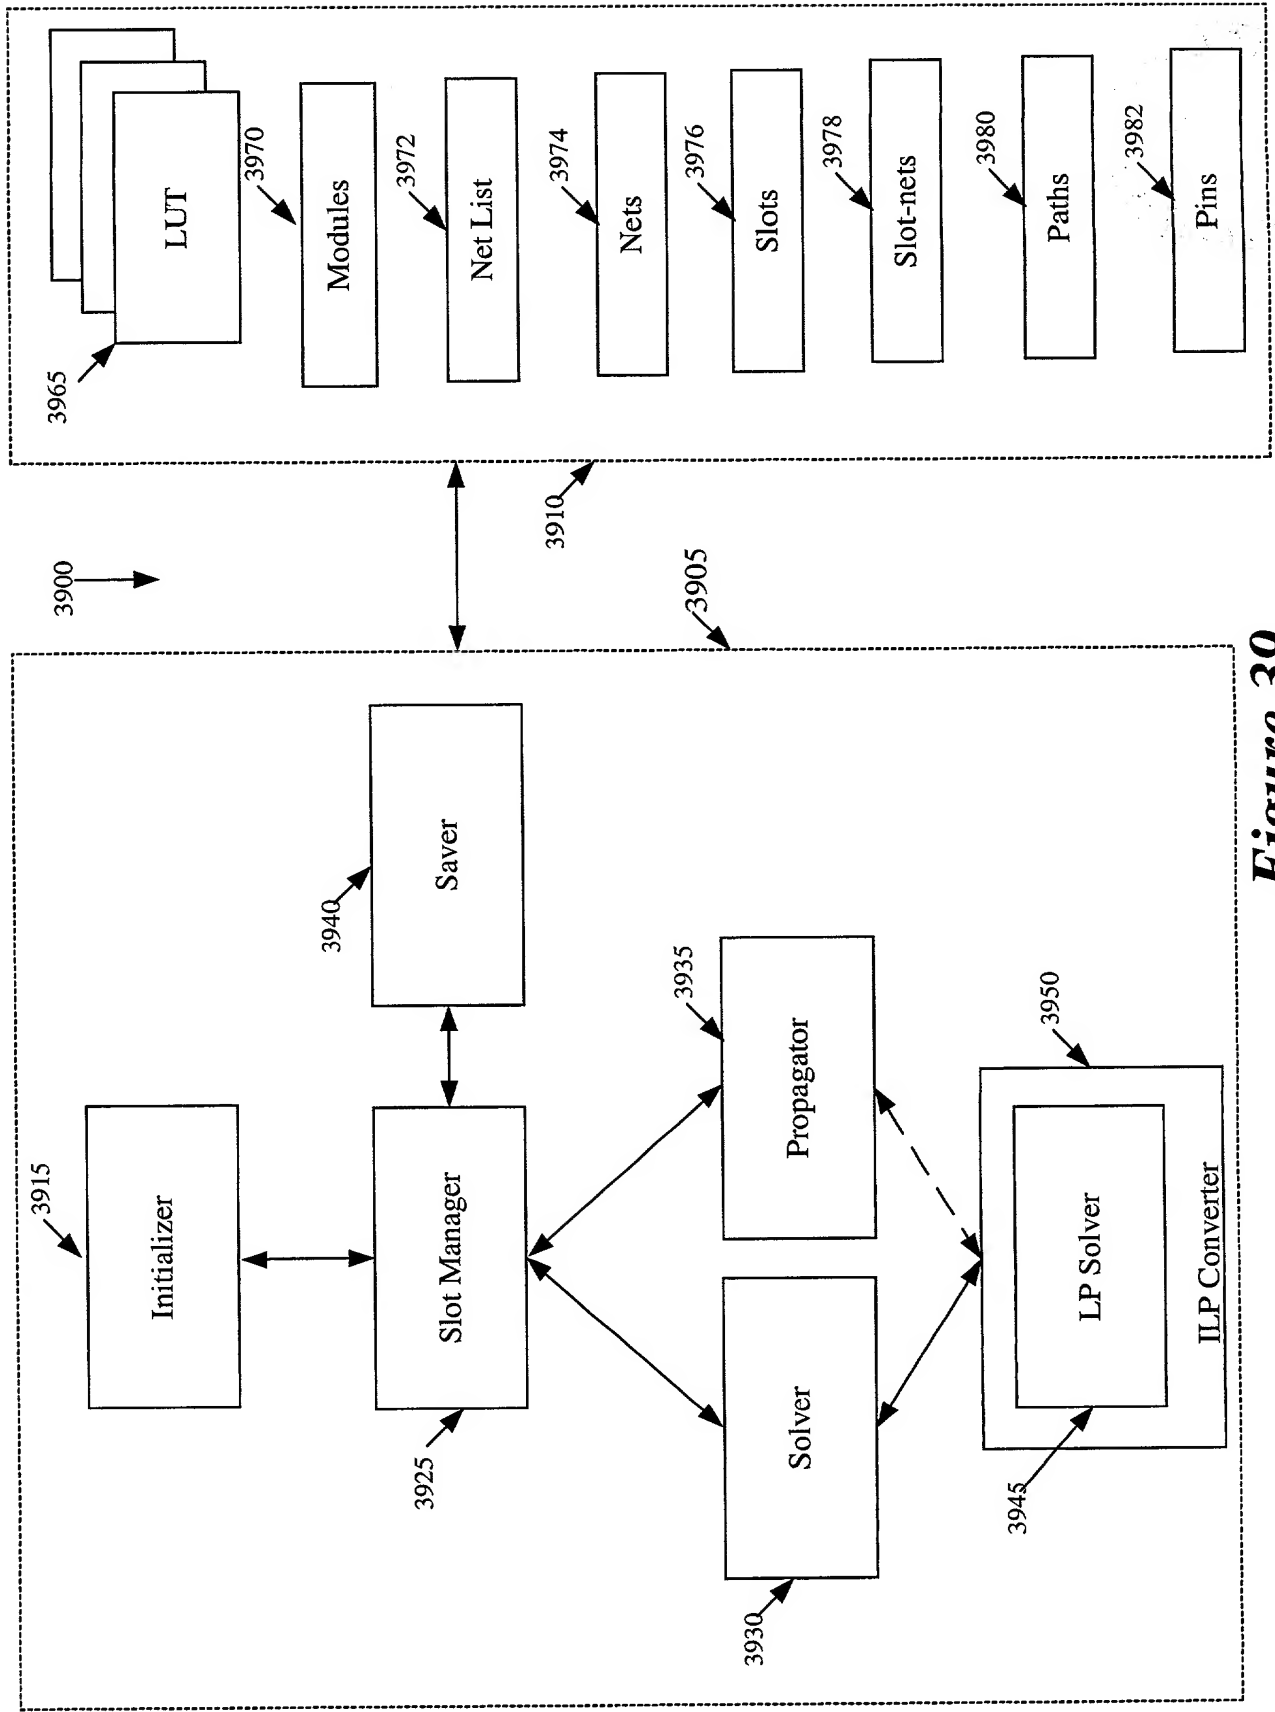 3900
3915
Initializer
3925
Slot Manager
3940
Saver
3930
Solver
3935
Propagator
3945
LP Solver
3950
ILP Converter
3905
3910
3965
LUT
3970
Modules
3972
Net List
3974
Nets
3976
Slots
3978
Slot-nets
3980
Paths
3982
Pins
Figure 39